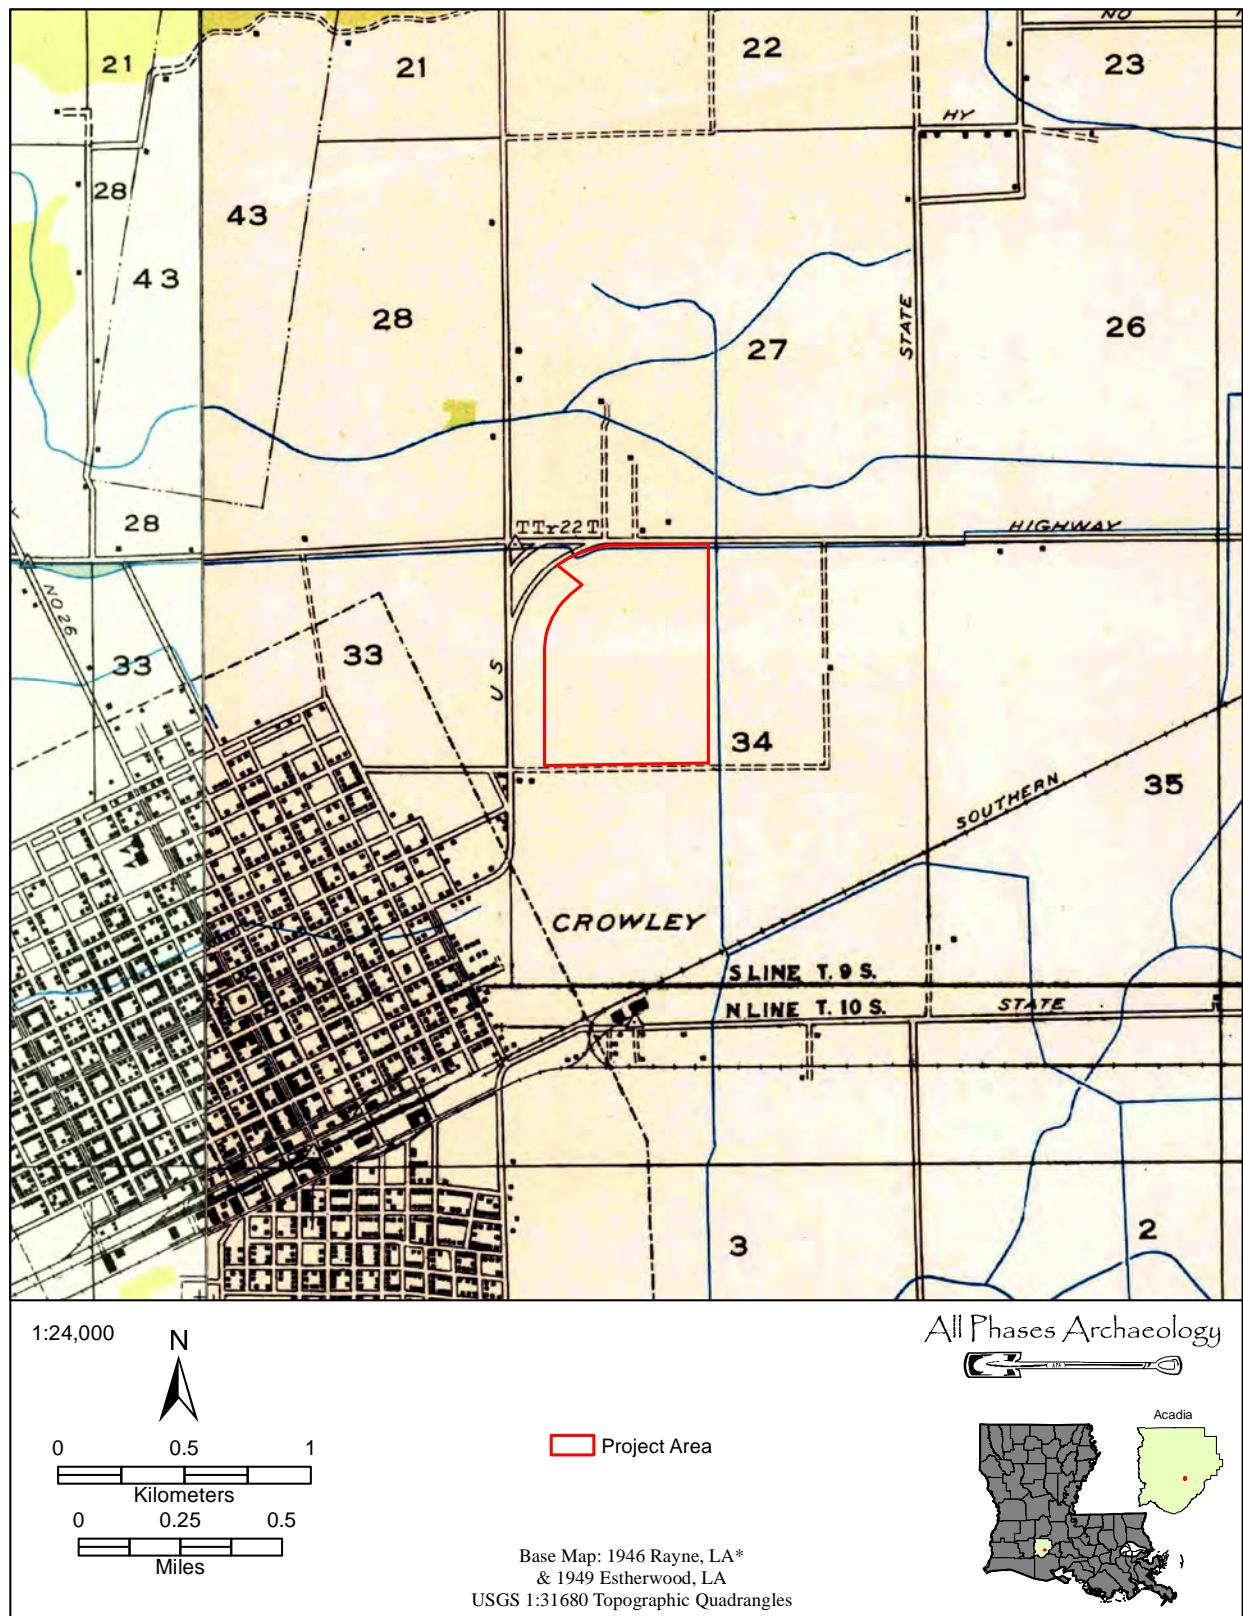 NO
22
21
21
23
HY
28
43
43
28
STATE
26
27
28
TTr22T
HIGHWAY
NO 26
33
33
US
34
35
SOUTHERN
CROWLEY
S LINE T. 9 S.
N LINE T. 10 S.
STATE
3
2
1:24,000
N
0 0.5 1
Kilometers
0 0.25 0.5
Miles
Project Area
Base Map: 1946 Rayne, LA*
& 1949 Estherwood, LA
USGS 1:31680 Topographic Quadrangles
All Phases Archaeology
APA
Acadia